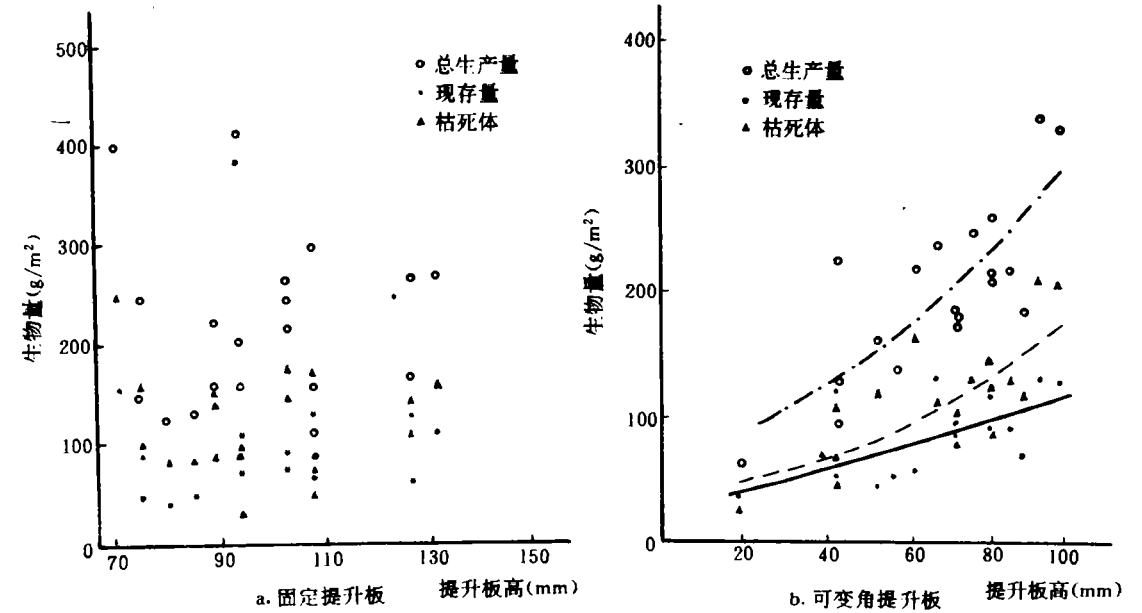 500
400
300
200
100
0
生物量(g/m²)
总生产量
现存量
枯死体
70 90 110 130 150
提升板高(mm)
a. 固定提升板
400
300
200
100
0
生物量(g/m²)
总生产量
现存量
枯死体
20 40 60 80 100
提升板高(mm)
b. 可变角提升板